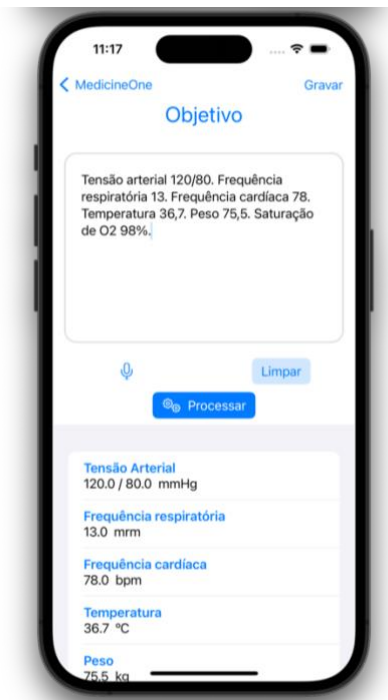 11:17
MedicineOne
Gravar
Objetivo
Tensão arterial 120/80. Frequência
respiratória 13. Frequência cardíaca 78.
Temperatura 36,7. Peso 75,5. Saturação
de O2 98%.
Limpar
Processar
Tensão Arterial
120.0 / 80.0 mmHg
Frequência respiratória
13.0 mrm
Frequência cardíaca
78.0 bpm
Temperatura
36.7 ºC
Peso
75.5 kg